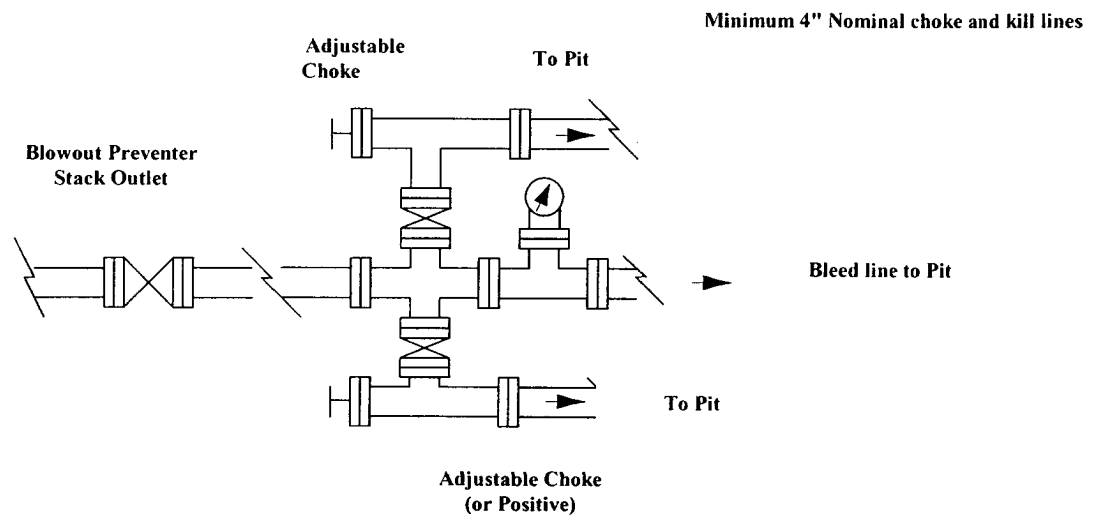 Minimum 4" Nominal choke and kill lines
Adjustable
Choke
To Pit
Blowout Preventer
Stack Outlet
Bleed line to Pit
To Pit
Adjustable Choke
(or Positive)